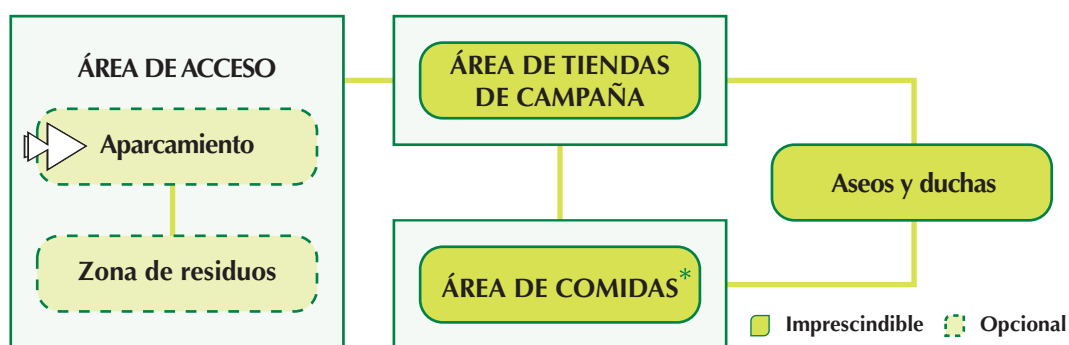 ÁREA DE ACCESO
Aparcamiento
Zona de residuos
ÁREA DE TIENDAS
DE CAMPAÑA
ÁREA DE COMIDAS*
Aseos y duchas
Imprescindible
Opcional